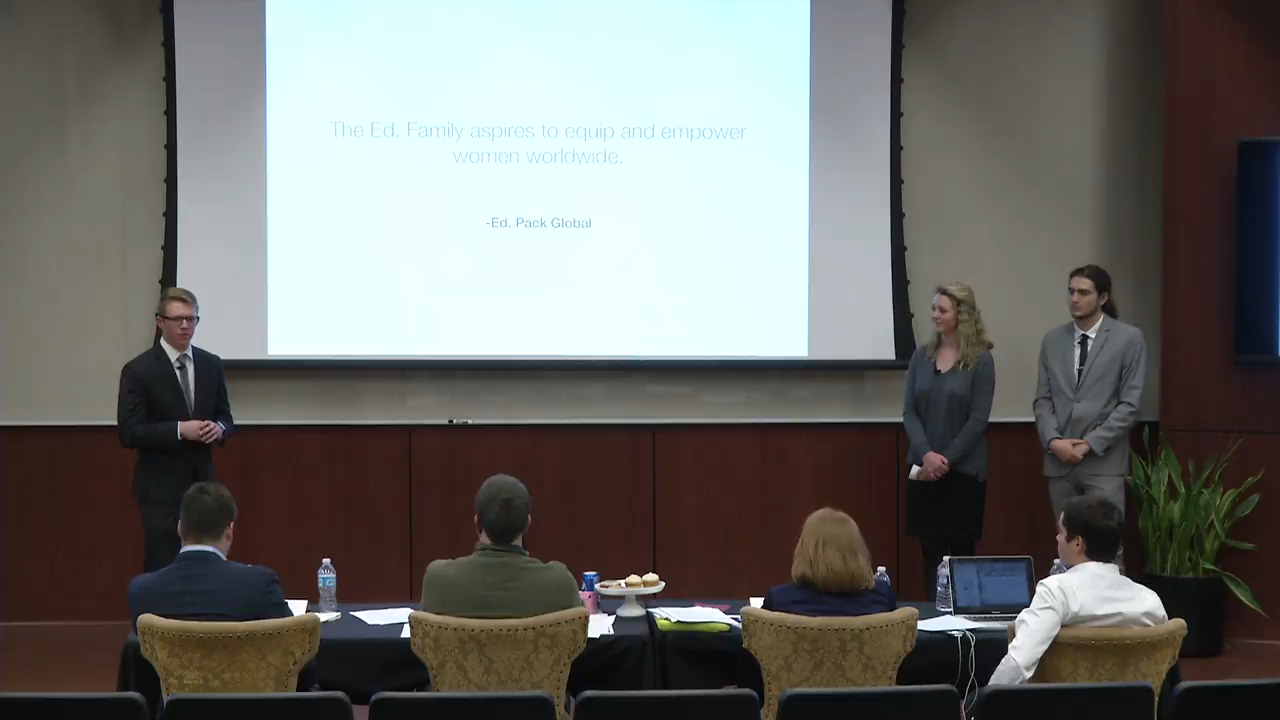 The Ed. Family aspires to equip and empower
women worldwide.
-Ed. Pack Global